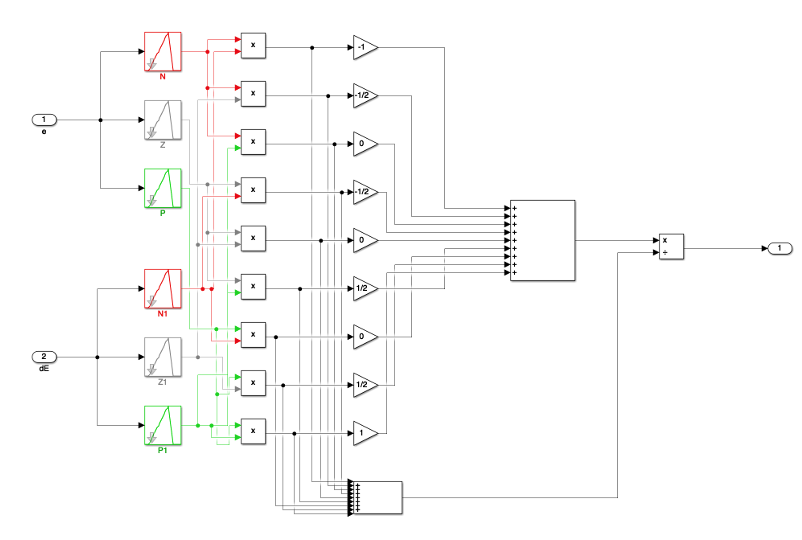 x
-1
N
1
e
x
-1/2
Z
x
0
P
x
-1/2
x
0
+
+
+
+
+
+
+
+
+
x
÷
1
N1
x
1/2
x
0
2
dE
Z1
x
1/2
P1
x
1
+
+
+
+
+
+
+